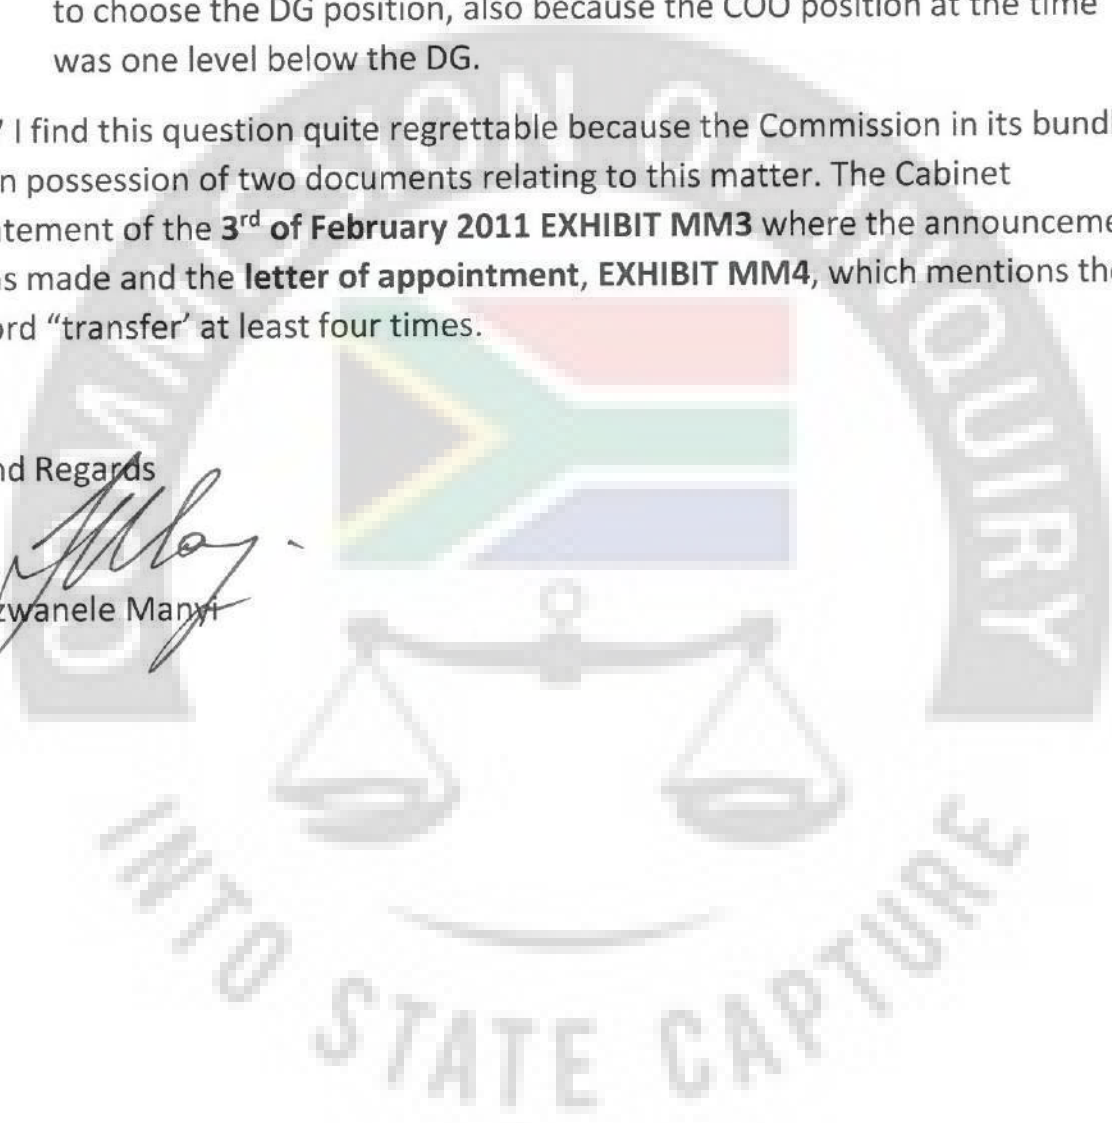 to choose the DG position, also because the COO position at the time
was one level below the DG.
I find this question quite regrettable because the Commission in its bund
n possession of two documents relating to this matter. The Cabinet
tement of the 3rd of February 2011 EXHIBIT MM3 where the announceme
s made and the letter of appointment, EXHIBIT MM4, which mentions the
ord “transfer’ at least four times.
nd Regards
zwanele Manyi
COMMISSION OF INQUIRY
INTO STATE CAPTURE